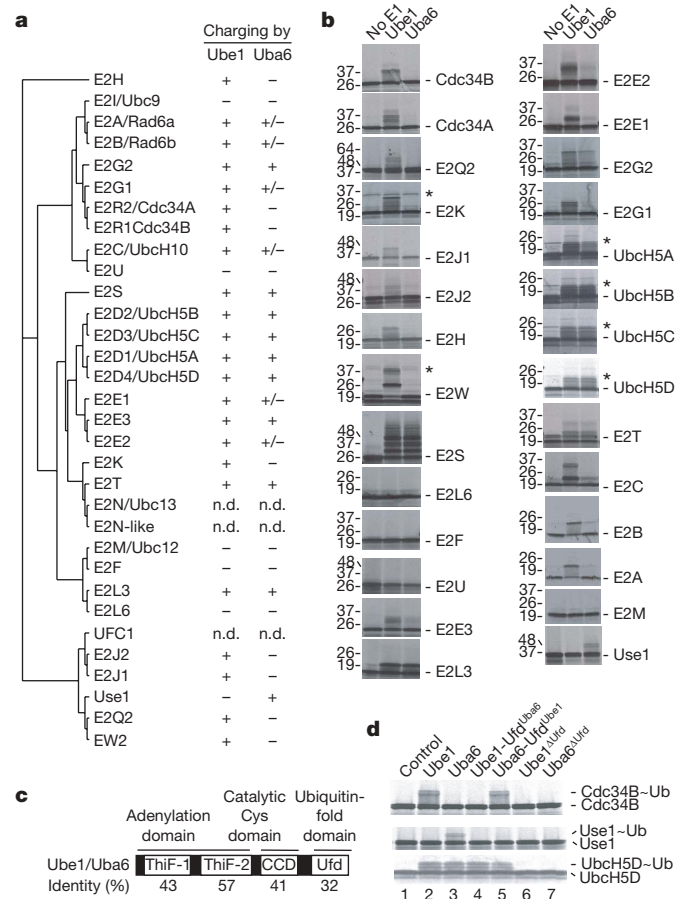 a
Charging by
Ube1 Uba6
E2H + –
E2I/Ubc9 – –
E2A/Rad6a + +/–
E2B/Rad6b + +/–
E2G2 + +
E2G1 + +/–
E2R2/Cdc34A + –
E2R1Cdc34B + –
E2C/UbcH10 + +/–
E2U – –
E2S + +
E2D2/UbcH5B + +
E2D3/UbcH5C + +
E2D1/UbcH5A + +
E2D4/UbcH5D + +
E2E1 + +/–
E2E3 + +
E2E2 + +/–
E2K + –
E2T + +
E2N/Ubc13 n.d. n.d.
E2N-like n.d. n.d.
E2M/Ubc12 – –
E2F – –
E2L3 + +
E2L6 – –
UFC1 n.d. n.d.
E2J2 + –
E2J1 + –
Use1 – +
E2Q2 + –
EW2 + –
b
No E1 Ube1 Uba6
37- 26- - Cdc34B
37- 26- - Cdc34A
64 48 37- - E2Q2
37- * 26- 19- - E2K
48 37- - E2J1
48 37- 26- - E2J2
26- 19- - E2H
37- * 26- 19- - E2W
48 37- 26- - E2S
26- 19- - E2L6
37- 26- 19- - E2F
48 37- 26- - E2U
37- 26- - E2E3
26- 19- - E2L3
No E1 Ube1 Uba6
37- 26- - E2E2
37- 26- - E2E1
37- 26- 19- - E2G2
37- 26- 19- - E2G1
26- * 19- - UbcH5A
26- * 19- - UbcH5B
26- * 19- - UbcH5C
26- * 19- - UbcH5D
37- 26- 19- - E2T
37- 26- 19- - E2C
37- 26- 19- - E2B
26- 19- - E2A
26- 19- - E2M
48 37- - Use1
c
Adenylation domain
Catalytic Cys domain
Ubiquitin-fold domain
Ube1/Uba6 ThiF-1 ThiF-2 CCD Ufd
Identity (%) 43 57 41 32
d
Control Ube1 Uba6 Ube1-UfdUba6 Uba6-UfdUbe1 Ube1ΔUfd Uba6ΔUfd
- Cdc34B~Ub
- Cdc34B
- Use1~Ub
- Use1
- UbcH5D~Ub
UbcH5D
1 2 3 4 5 6 7